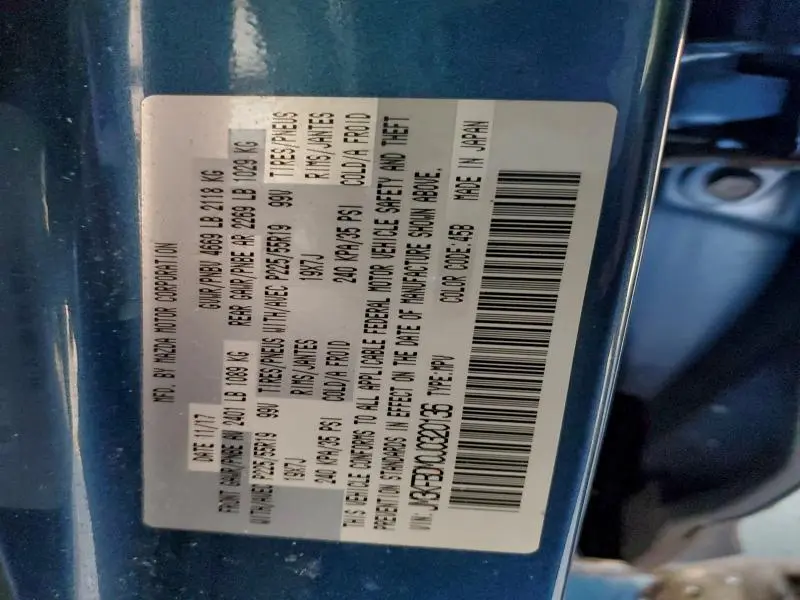 MFD. BY MAZDA MOTOR CORPORATION
DATE 11/17 GVWR/PNBV 4669 LB 2118 KG
FRONT GAWR/PNBE AV 2401 LB 1089 KG REAR GAWR/PNBE AR 2269 LB 1029 KG
WITH/AVEC P225/55R19 99V TIRES/PNEUS WITH/AVEC P225/55R19 99V TIRES/PNEUS
19X7J RIMS/JANTES 19X7J RIMS/JANTES
240 KPA/35 PSI COLD/A FROID 240 KPA/35 PSI COLD/A FROID
THIS VEHICLE CONFORMS TO ALL APPLICABLE FEDERAL MOTOR VEHICLE SAFETY AND THEFT
PREVENTION STANDARDS IN EFFECT ON THE DATE OF MANUFACTURE SHOWN ABOVE.
VIN: TYPE:MPV COLOR CODE:45B MADE IN JAPAN